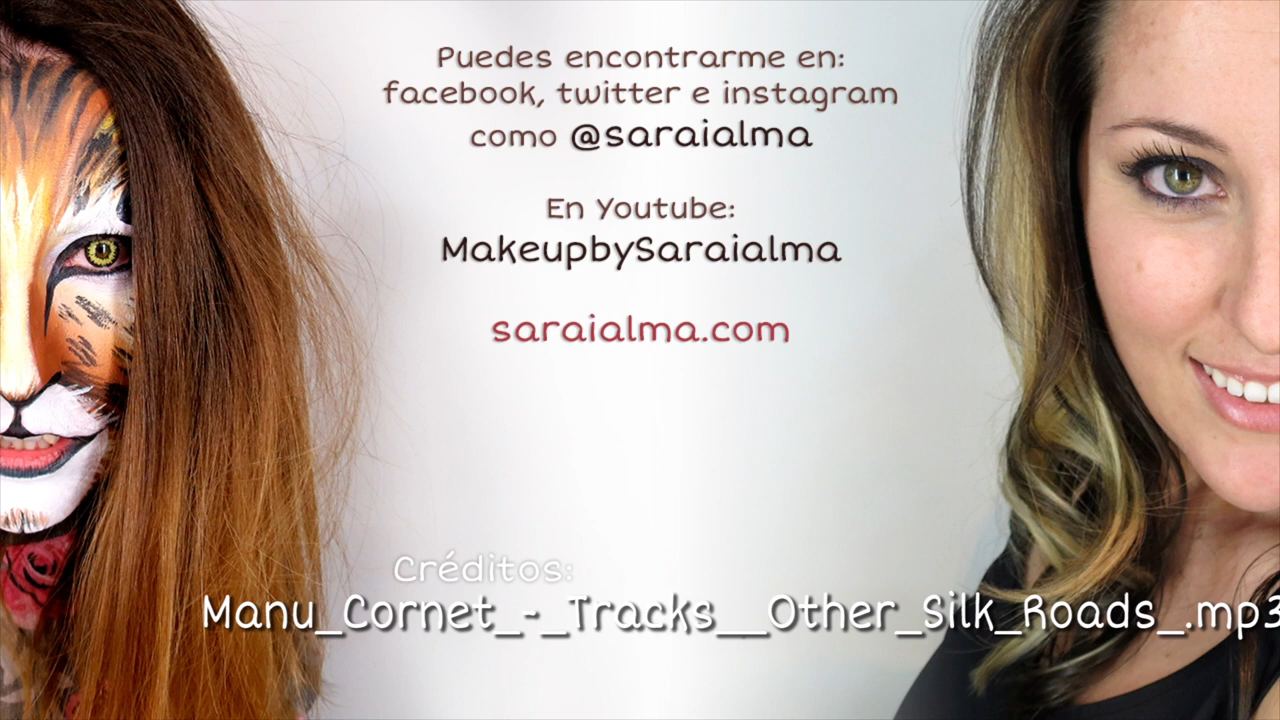 Puedes encontrarme en:
facebook, twitter e instagram
como @saraialma
En Youtube:
MakeupbySaraialma
saraialma.com
Créditos:
Manu_Cornet_-_Tracks__Other_Silk_Roads_.mp3